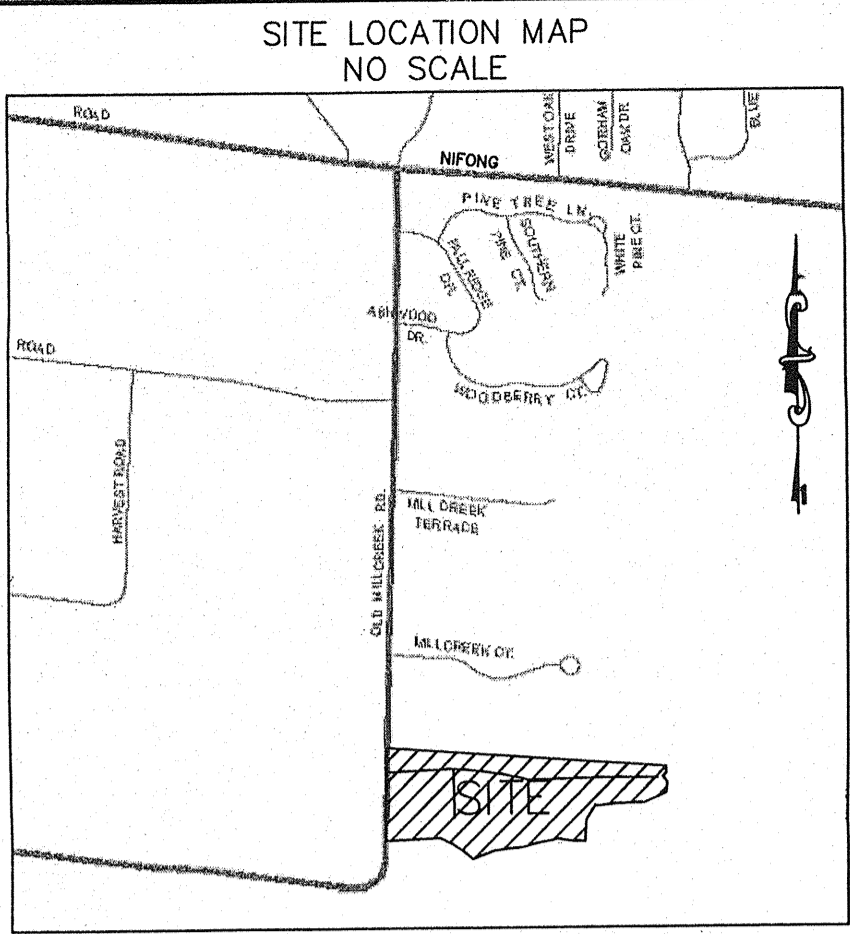 SITE LOCATION MAP
NO SCALE
ROAD
NIFONG
WEST OAK
DRIVE
GOTHAM
OAK DR.
BLUE
PINE TREE LN.
FALL RIDGE
DR.
SOUTHERN
PINE CT.
WHITE
PINE CT.
DR.
ROAD
WOODBERRY CT.
HARVEST ROAD
OLD MILLCREEK RD.
MILL CREEK
TERRACE
MILLCREEK CT.
SITE